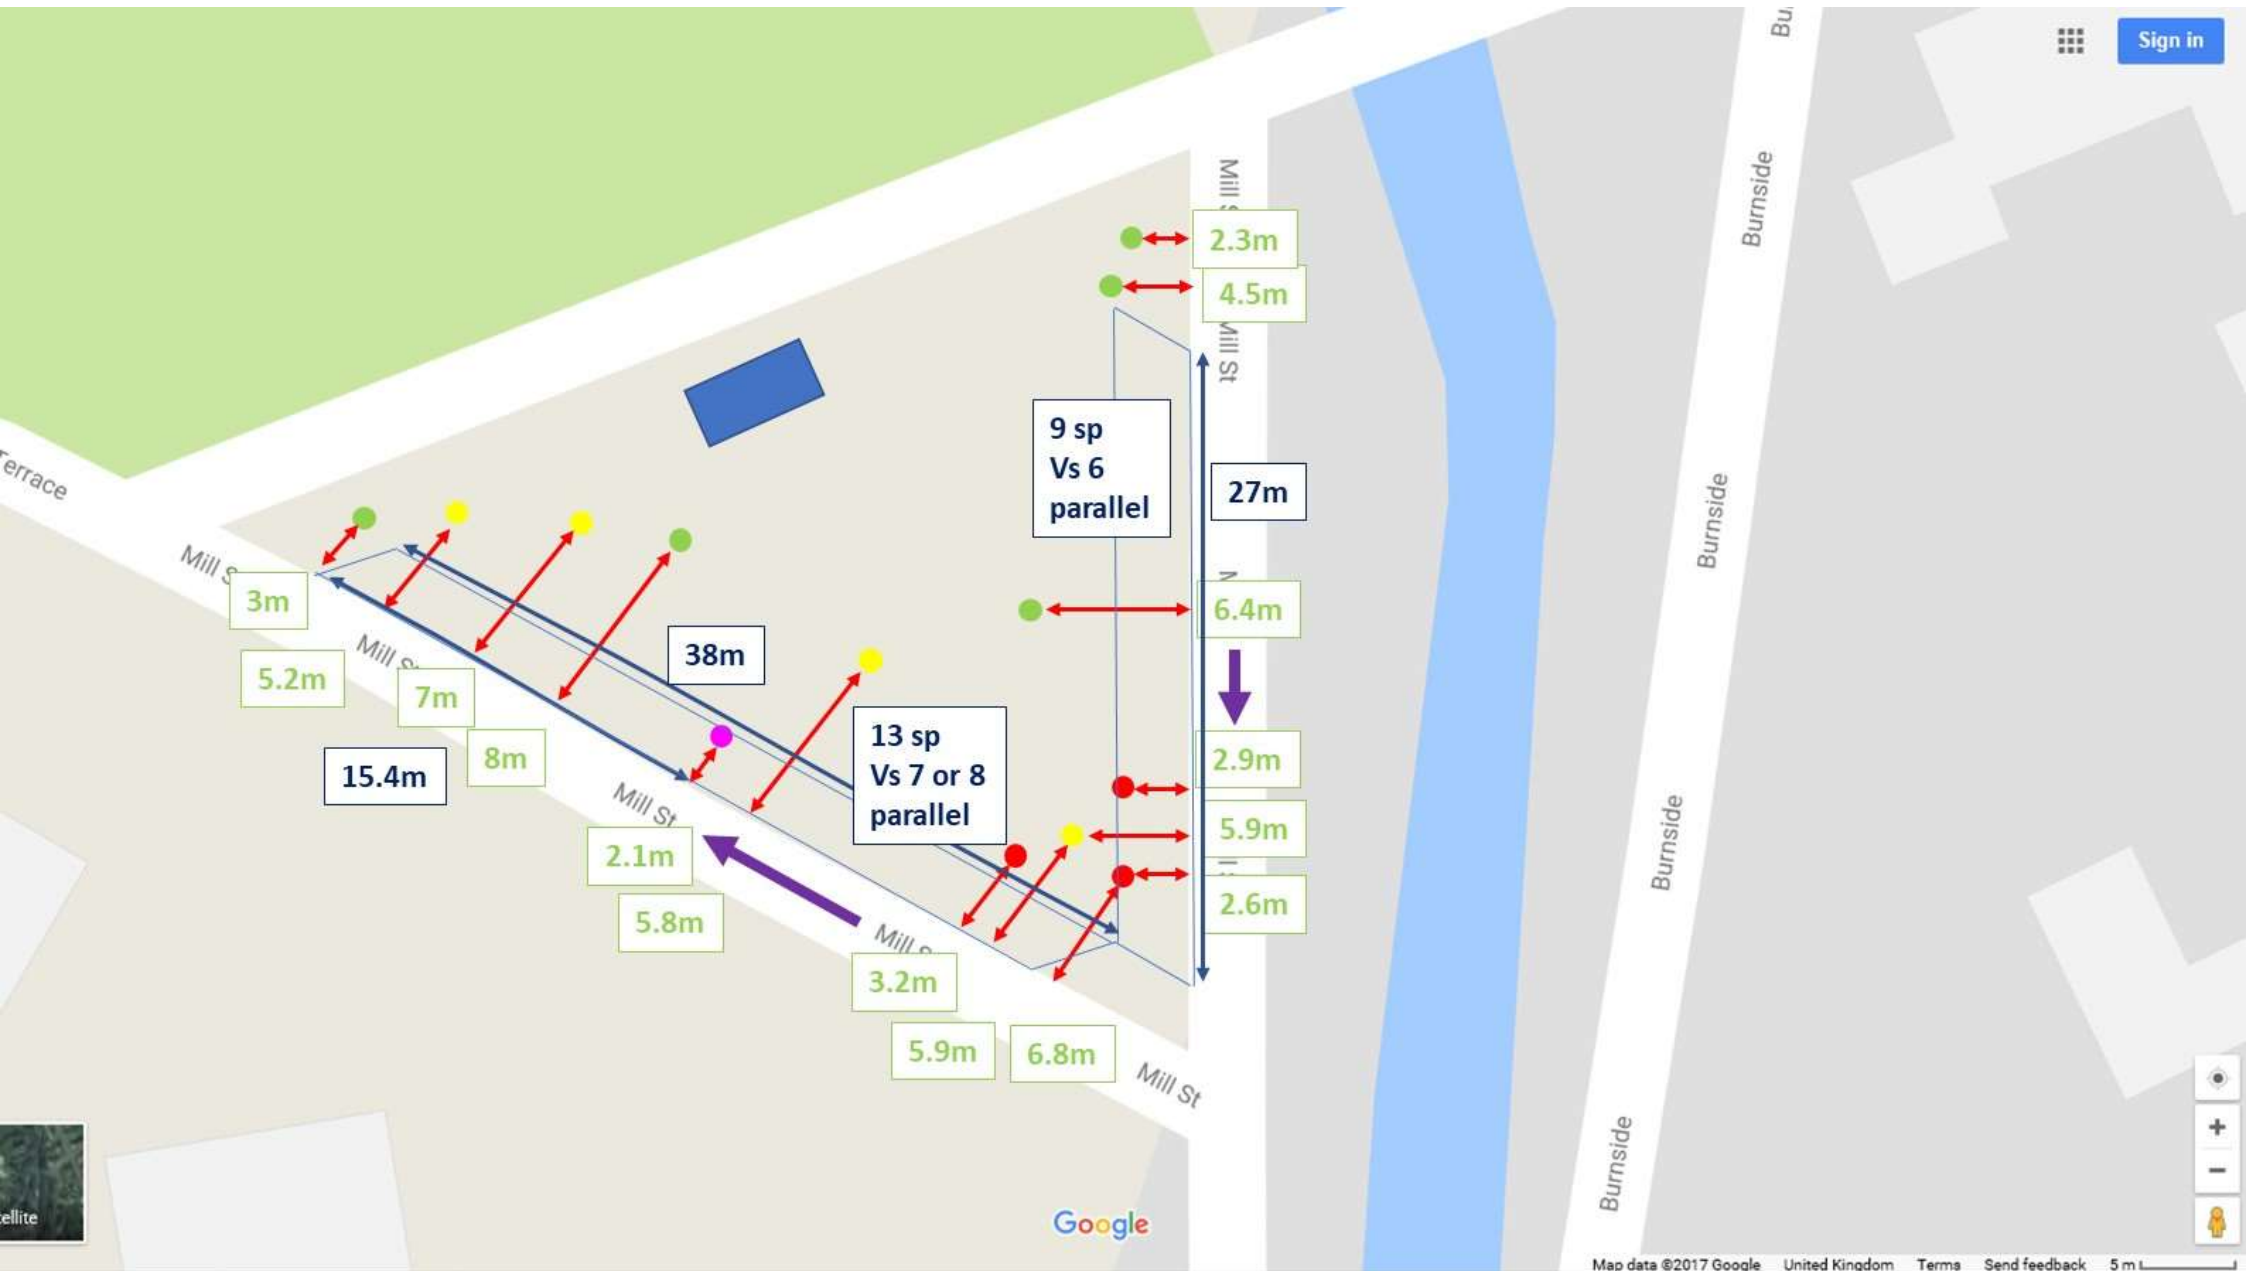 Bu
Sign in
Burnside
Mill S
2.3m
4.5m
Mill St
9 sp
Vs 6
parallel
27m
Terrace
Burnside
Mill S
3m
6.4m
38m
Mill St
5.2m
7m
13 sp
Vs 7 or 8
parallel
8m
15.4m
2.9m
Mill St
5.9m
2.1m
Burnside
2.6m
5.8m
Mill S
3.2m
5.9m
6.8m
Mill St
Burnside
ellite
Google
Map data ©2017 Google United Kingdom Terms Send feedback 5 m